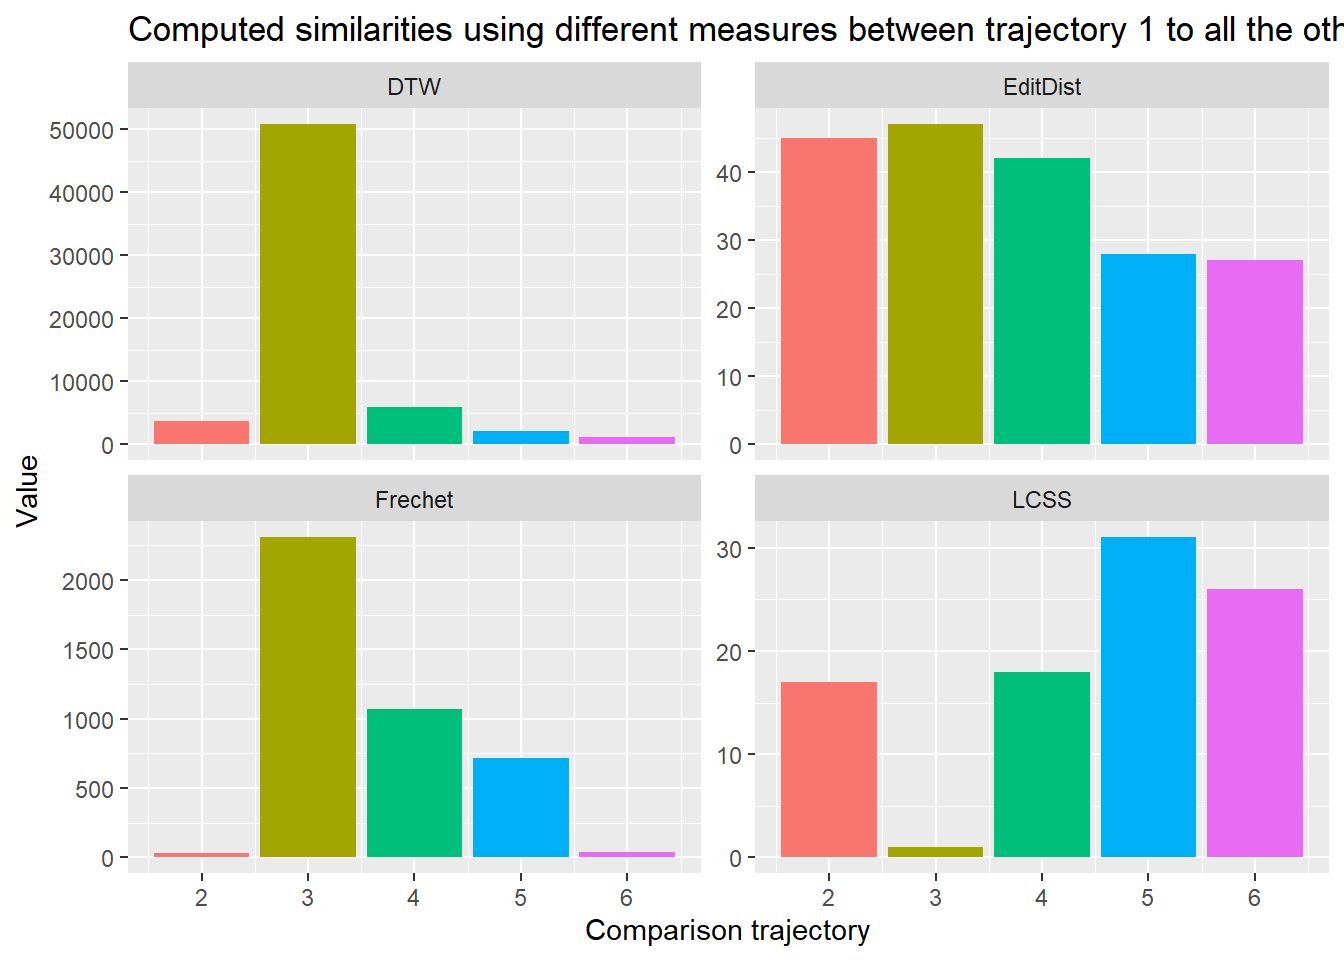 Computed similarities using different measures between trajectory 1 to all the oth
DTW
EditDist
50000
40000
30000
20000
10000
0
40
30
20
10
0
Value
Frechet
LCSS
2000
1500
1000
500
0
30
20
10
0
2 3 4 5 6
2 3 4 5 6
Comparison trajectory